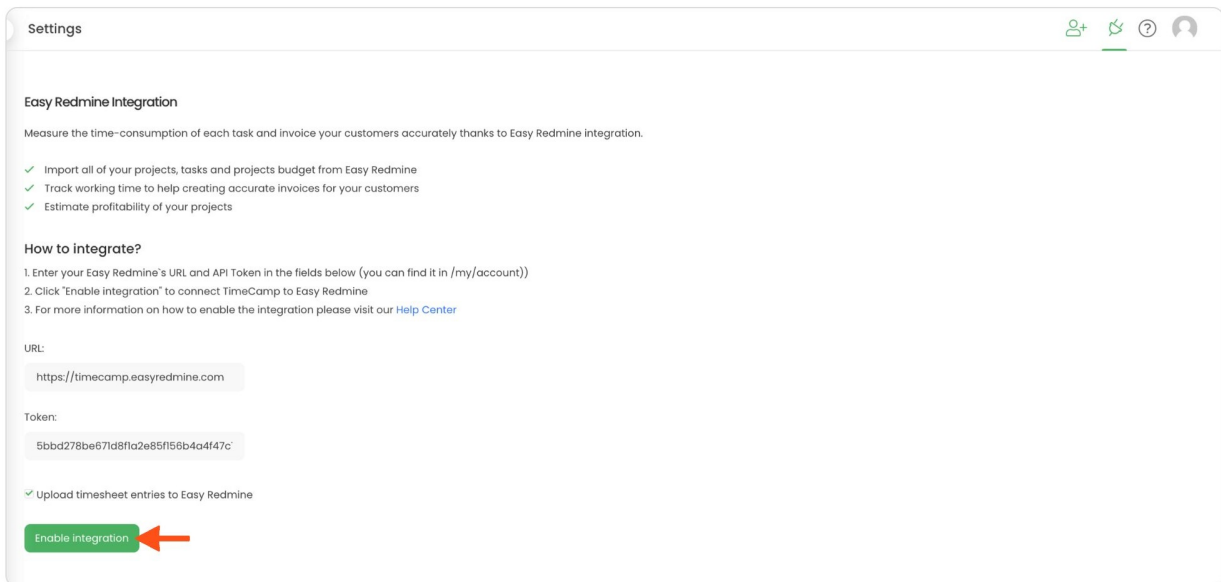 Settings
Easy Redmine Integration
Measure the time-consumption of each task and invoice your customers accurately thanks to Easy Redmine integration.
Import all of your projects, tasks and projects budget from Easy Redmine
Track working time to help creating accurate invoices for your customers
Estimate profitability of your projects
How to integrate?
1. Enter your Easy Redmine`s URL and API Token in the fields below (you can find it in /my/account))
2. Click "Enable integration" to connect TimeCamp to Easy Redmine
3. For more information on how to enable the integration please visit our Help Center
URL:
https://timecamp.easyredmine.com
Token:
5bbd278be671d8f1a2e85f156b4a4f47c
Upload timesheet entries to Easy Redmine
Enable integration